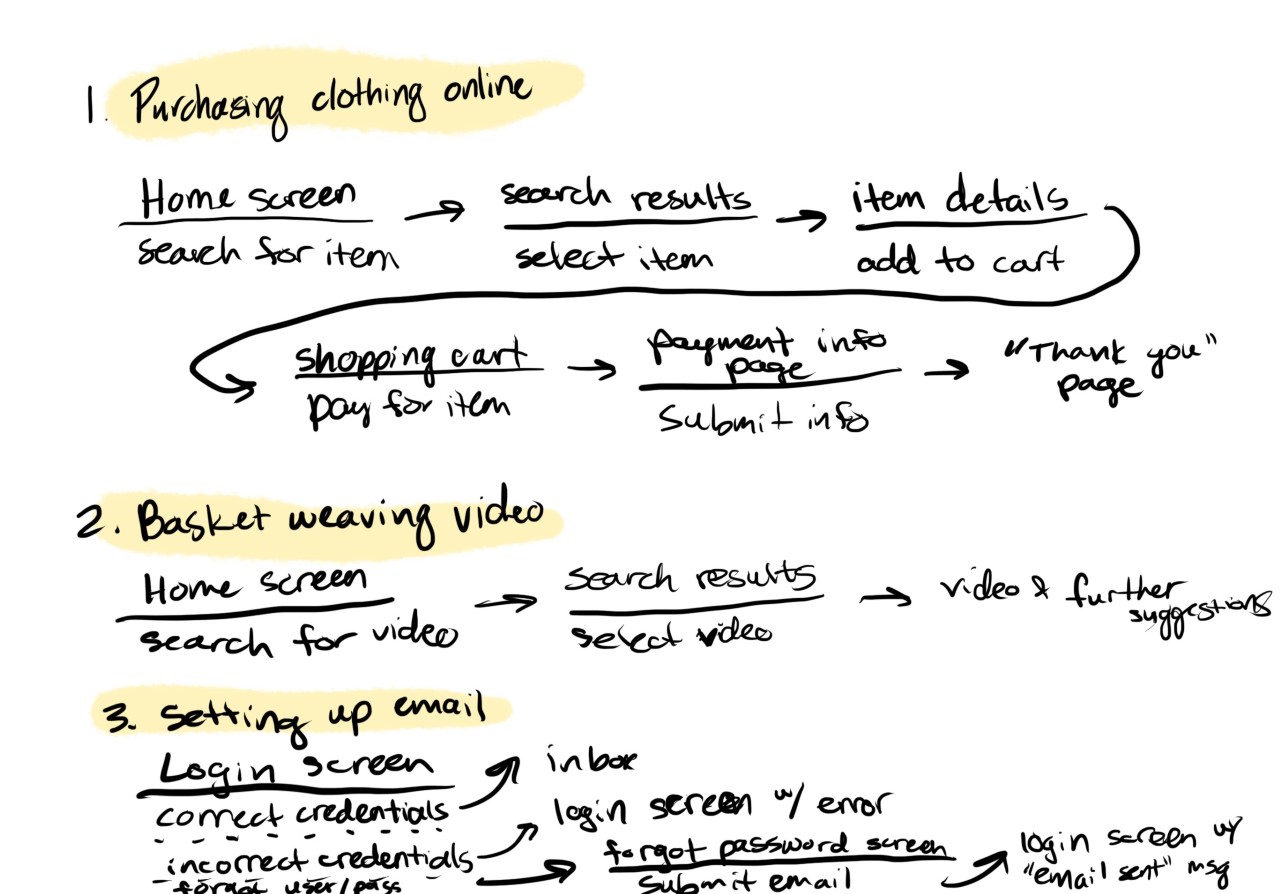 1. Purchasing clothing online
Home screen → search results → item details
search for item select item add to cart
shopping cart → payment info page → "Thank you" page
pay for item submit info
2. Basket weaving video
Home screen → search results → video & further suggestions
search for video select video
3. Setting up email
Login screen → inbox
correct credentials
login screen w/ error
incorrect credentials
forgot user/pass → forgot password screen → login screen w/ "email sent" msg
submit email